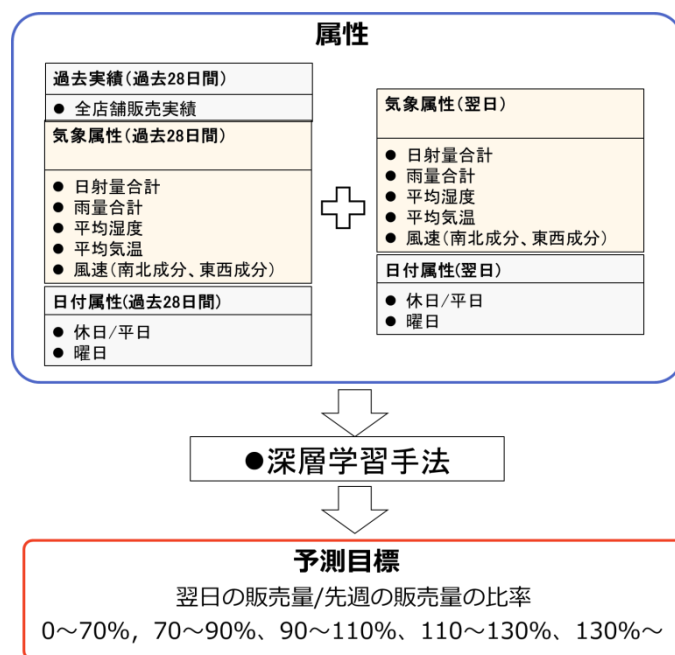 属性
過去実績(過去28日間)
● 全店舗販売実績
気象属性(過去28日間)
● 日射量合計
● 雨量合計
● 平均湿度
● 平均気温
● 風速(南北成分、東西成分)
日付属性(過去28日間)
● 休日/平日
● 曜日
気象属性(翌日)
● 日射量合計
● 雨量合計
● 平均湿度
● 平均気温
● 風速(南北成分、東西成分)
日付属性(翌日)
● 休日/平日
● 曜日
●深層学習手法
予測目標
翌日の販売量/先週の販売量の比率
0～70%, 70～90%、90～110%、110～130%、130%～